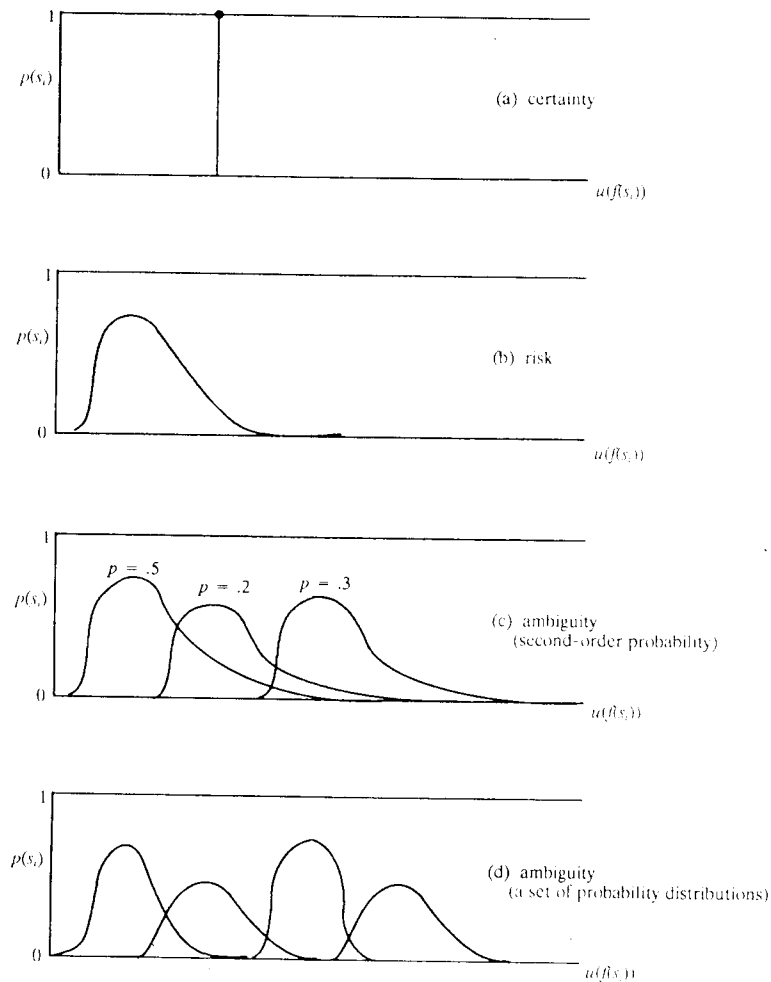 1
p(sᵢ)
(a) certainty
0
u(f(sᵢ))
1
p(sᵢ)
(b) risk
0
u(f(sᵢ))
1
p = .5
p = .2
p = .3
p(sᵢ)
(c) ambiguity
(second-order probability)
0
u(f(sᵢ))
1
p(sᵢ)
(d) ambiguity
(a set of probability distributions)
0
u(f(sᵢ))